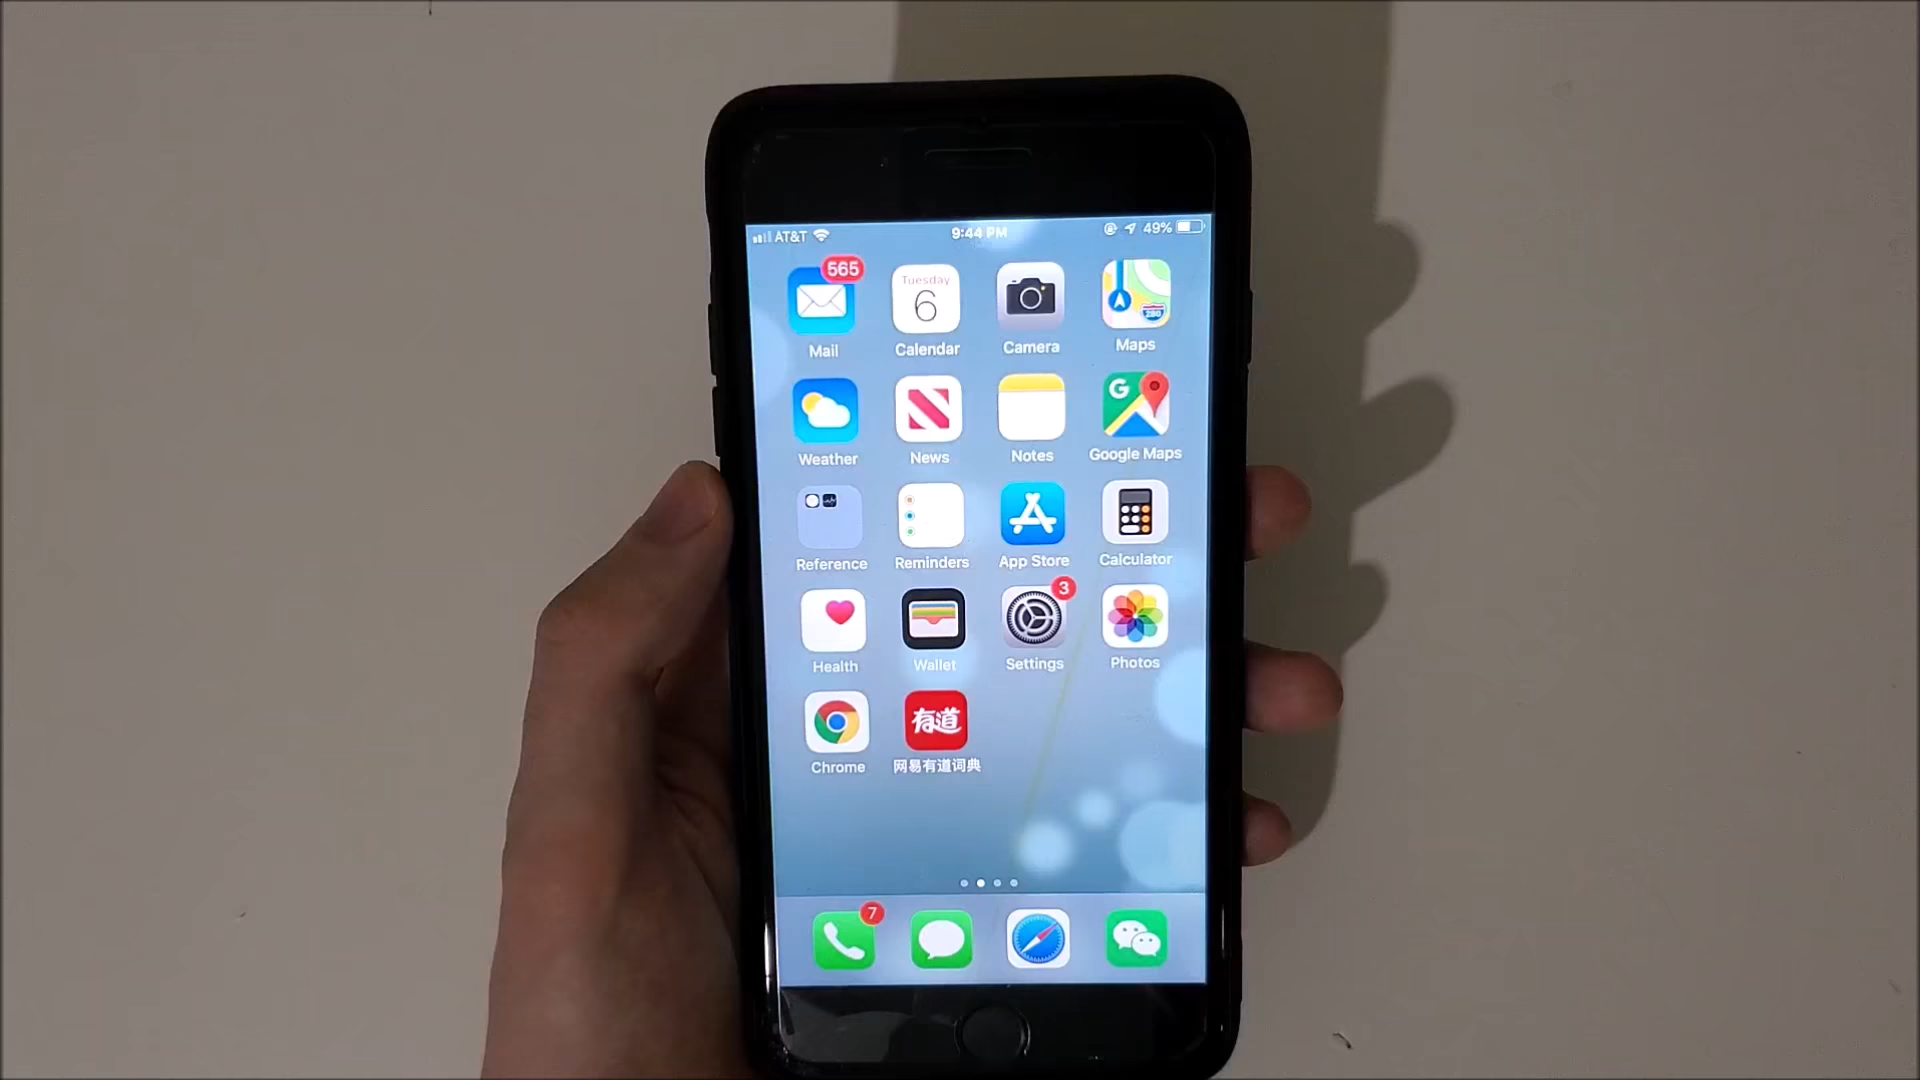 AT&T 9:44 PM 49%
565 Tuesday
6 280
Mail Calendar Camera Maps
G
Weather News Notes Google Maps
Reference Reminders App Store Calculator
3
Health Wallet Settings Photos
有道
Chrome 网易有道词典
7